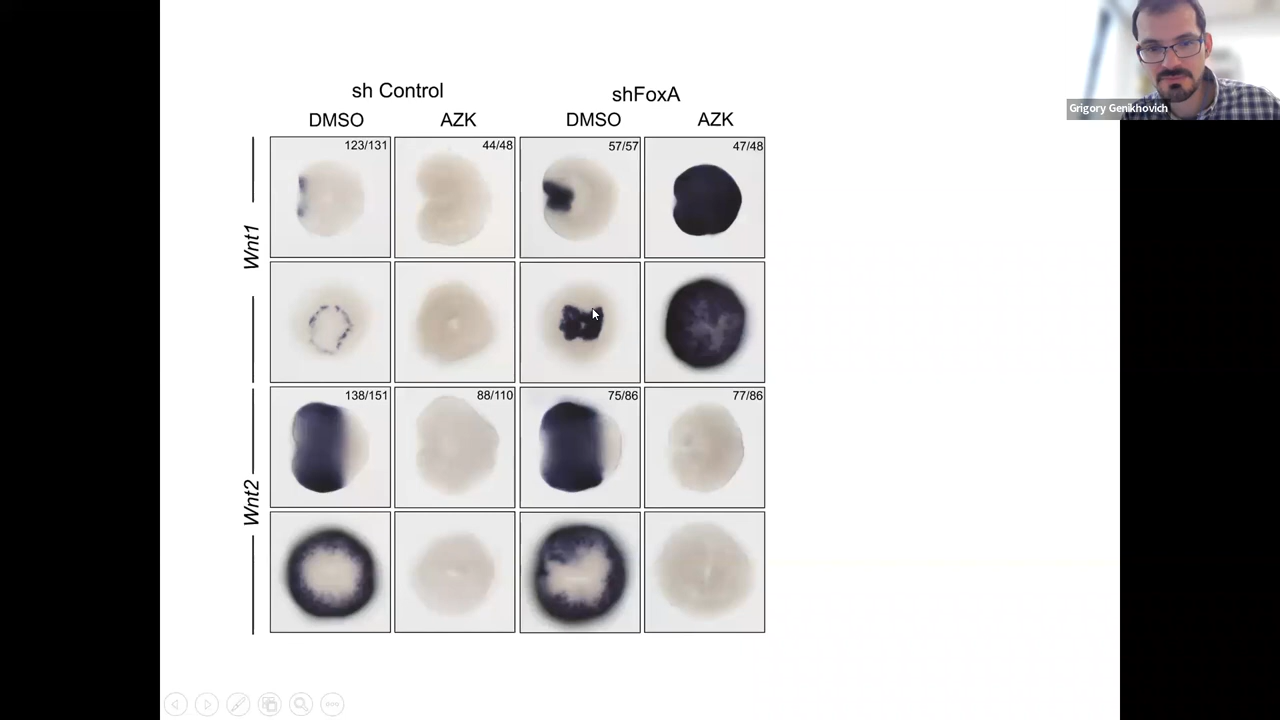 Grigory Genikhovich
sh Control
shFoxA
DMSO
AZK
DMSO
AZK
Wnt1
123/131
44/48
57/57
47/48
Wnt2
138/151
88/110
75/86
77/86